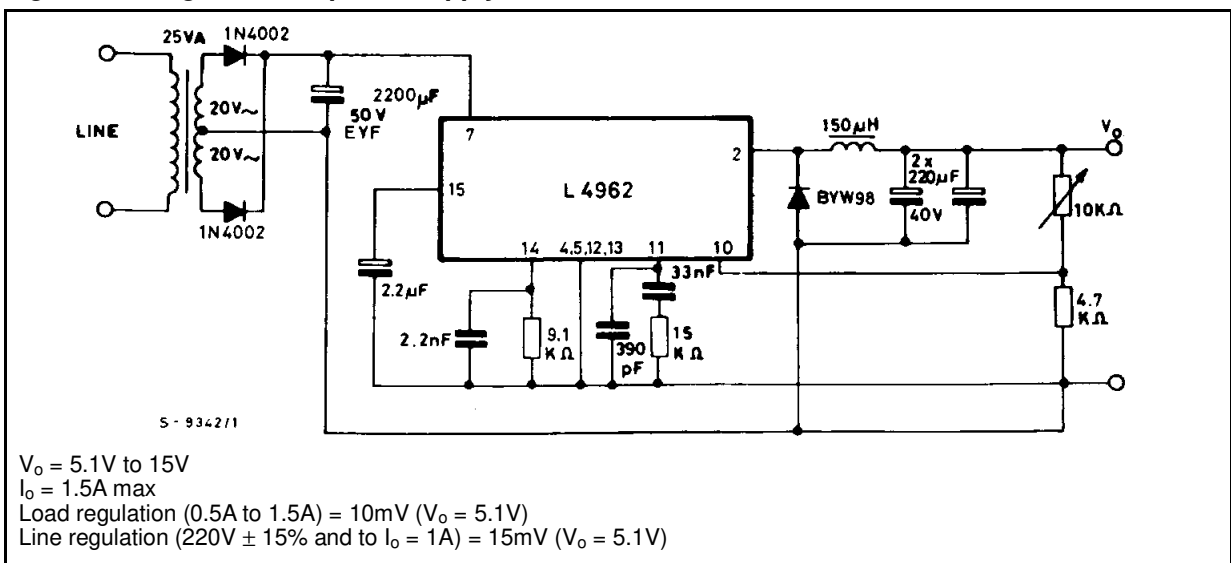 25VA 1N4002
20V~
20V~
LINE
1N4002
2200µF
50V
EYF
7
2
15
L4962
14 4,5,12,13 11 10
150µH
Vo
2x
220µF
40V
BYW98
10KΩ
4.7
KΩ
2.2µF
2.2nF
9.1
KΩ
33nF
390
pF
15
KΩ
S-9342/1
Vo = 5.1V to 15V
Io = 1.5A max
Load regulation (0.5A to 1.5A) = 10mV (Vo = 5.1V)
Line regulation (220V ± 15% and to Io = 1A) = 15mV (Vo = 5.1V)